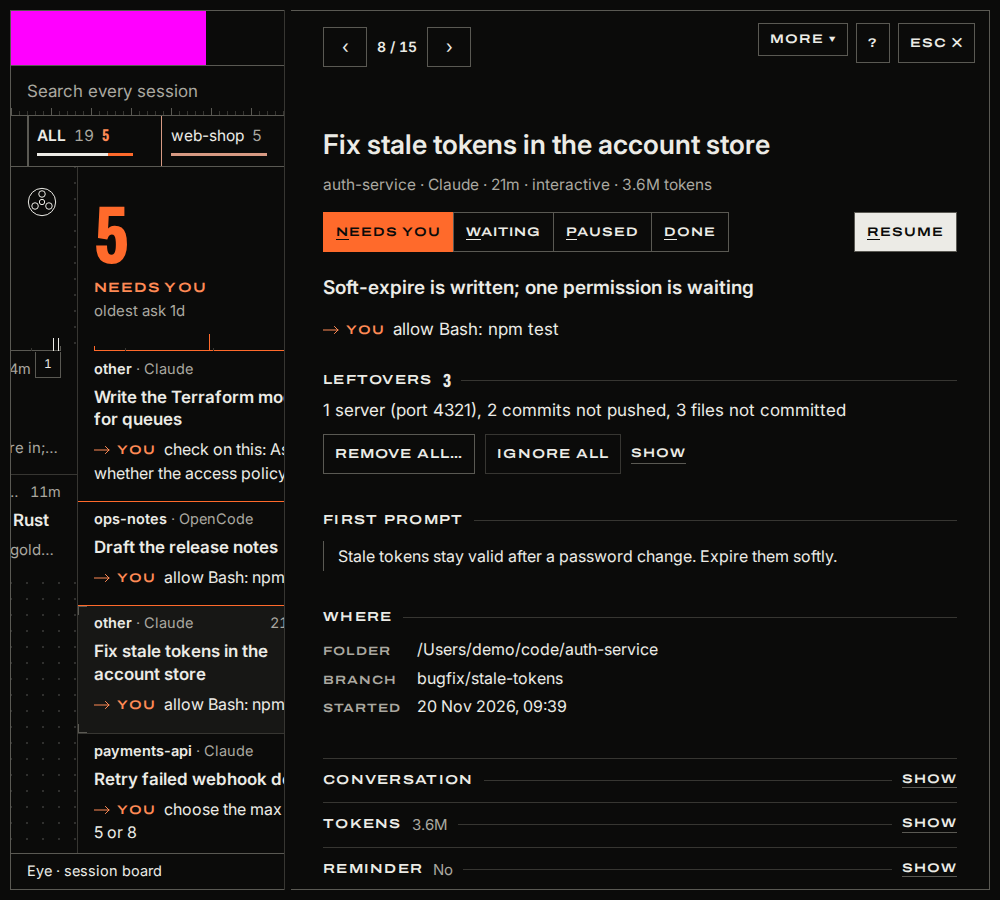 Search every session
ALL 19 5
web-shop 5
5
NEEDS YOU
oldest ask 1d
4m 1
re in;...
.. 11m
Rust
gold...
other · Claude
Write the Terraform
for queues
→ YOU check on this:
whether the access policy
ops-notes · OpenCode
Draft the release notes
→ YOU allow Bash: npm
other · Claude 21
Fix stale tokens in the
account store
→ YOU allow Bash: npm
payments-api · Claude
Retry failed webhook
→ YOU choose the max
5 or 8
Eye · session board
‹ 8 / 15 ›
MORE ▾ ? ESC ✕
Fix stale tokens in the account store
auth-service · Claude · 21m · interactive · 3.6M tokens
NEEDS YOU WAITING PAUSED DONE RESUME
Soft-expire is written; one permission is waiting
→ YOU allow Bash: npm test
LEFTOVERS 3
1 server (port 4321), 2 commits not pushed, 3 files not committed
REMOVE ALL... IGNORE ALL SHOW
FIRST PROMPT
Stale tokens stay valid after a password change. Expire them softly.
WHERE
FOLDER /Users/demo/code/auth-service
BRANCH bugfix/stale-tokens
STARTED 20 Nov 2026, 09:39
CONVERSATION SHOW
TOKENS 3.6M SHOW
REMINDER No SHOW